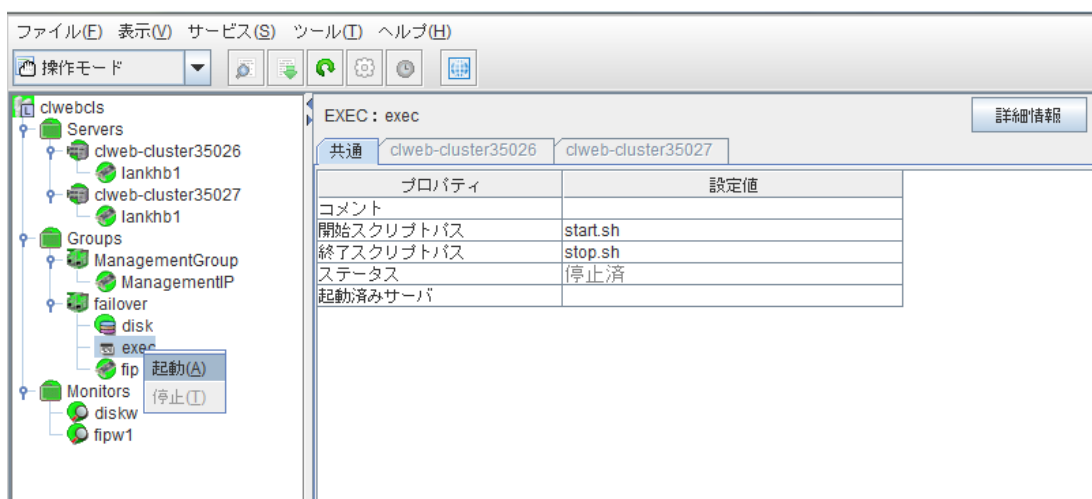 ファイル(F) 表示(V) サービス(S) ツール(T) ヘルプ(H)
操作モード
clwebcls
Servers
clweb-cluster35026
lankhb1
clweb-cluster35027
lankhb1
Groups
ManagementGroup
ManagementIP
failover
disk
exec
fip
Monitors
diskw
fipw1
起動(A)
停止(T)
EXEC : exec
詳細情報
共通 clweb-cluster35026 clweb-cluster35027
プロパティ 設定値
コメント
開始スクリプトパス start.sh
終了スクリプトパス stop.sh
ステータス 停止済
起動済みサーバ